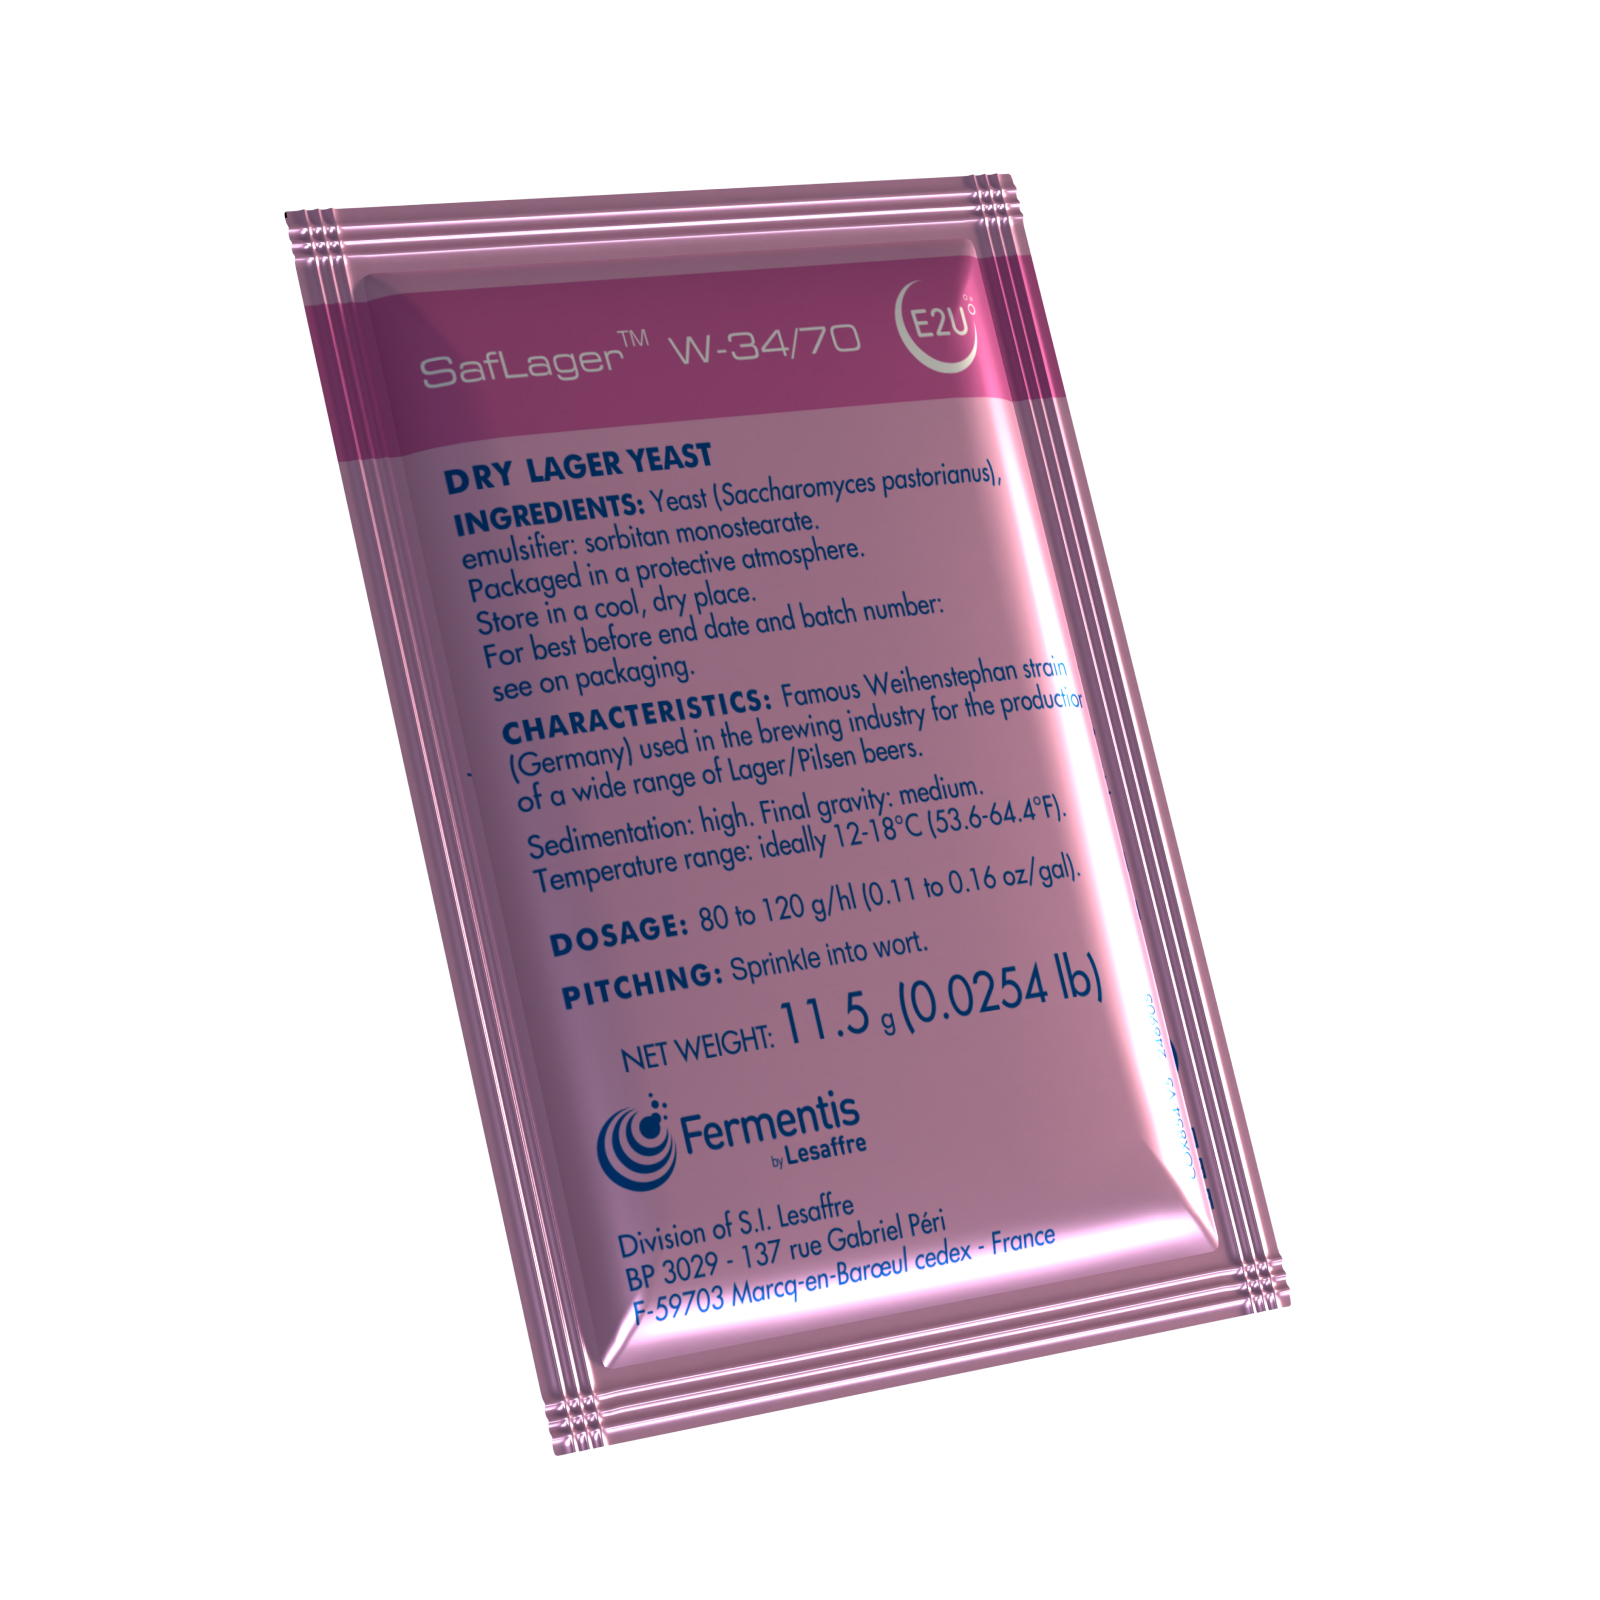 SafLager™ W-34/70
E2U
DRY LAGER YEAST
INGREDIENTS: Yeast (Saccharomyces pastorianus),
emulsifier: sorbitan monostearate.
Packaged in a protective atmosphere.
Store in a cool, dry place.
For best before end date and batch number:
see on packaging.
CHARACTERISTICS: Famous Weihenstephan strain
(Germany) used in the brewing industry for the production
of a wide range of Lager/Pilsen beers.
Sedimentation: high. Final gravity: medium.
Temperature range: ideally 12-18°C (53.6-64.4°F).
DOSAGE: 80 to 120 g/hl (0.11 to 0.16 oz/gal).
PITCHING: Sprinkle into wort.
NET WEIGHT: 11.5 g (0.0254 lb)
Fermentis
by Lesaffre
Division of S.I. Lesaffre
BP 3029 - 137 rue Gabriel Péri
F-59703 Marcq-en-Barœul cedex - France